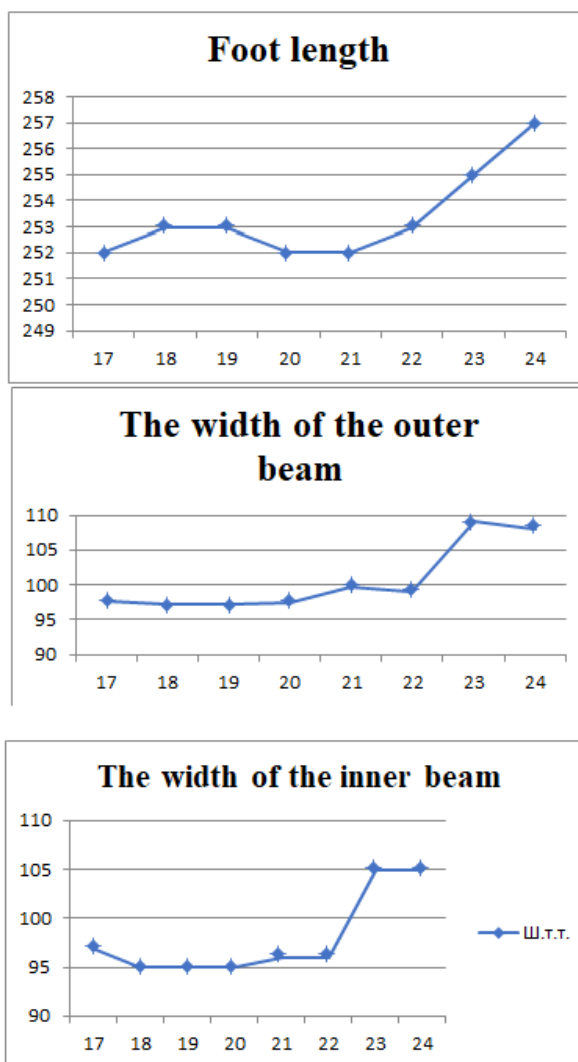 Foot length
258
257
256
255
254
253
252
251
250
249
17 18 19 20 21 22 23 24
The width of the outer
beam
110
105
100
95
90
17 18 19 20 21 22 23 24
The width of the inner beam
110
105
100
95
90
17 18 19 20 21 22 23 24
Ш.т.т.